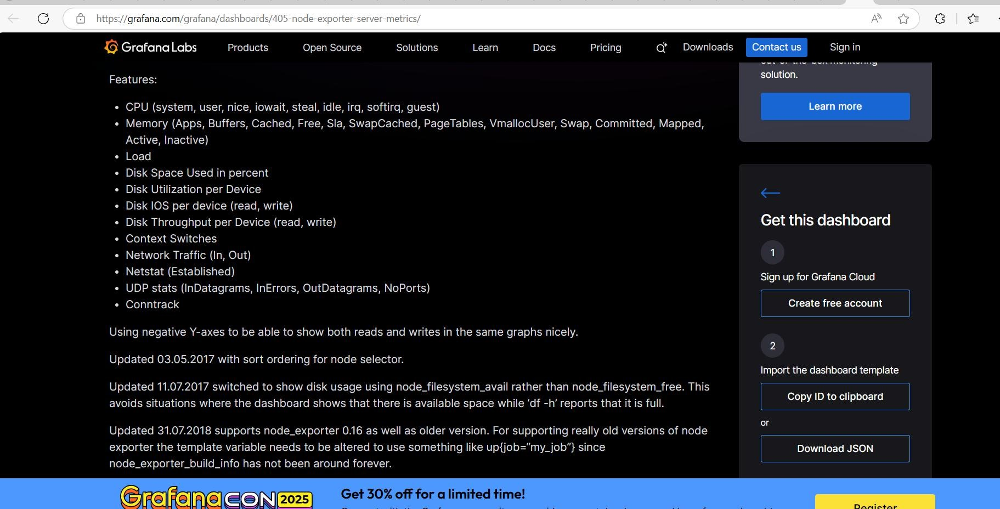 https://grafana.com/grafana/dashboards/405-node-exporter-server-metrics/
Grafana Labs
Products
Open Source
Solutions
Learn
Docs
Pricing
Downloads
Contact us
Sign in
Features:
• CPU (system, user, nice, iowait, steal, idle, irq, softirq, guest)
• Memory (Apps, Buffers, Cached, Free, Sla, SwapCached, PageTables, VmallocUser, Swap, Committed, Mapped,
Active, Inactive)
• Load
• Disk Space Used in percent
• Disk Utilization per Device
• Disk IOS per device (read, write)
• Disk Throughput per Device (read, write)
• Context Switches
• Network Traffic (In, Out)
• Netstat (Established)
• UDP stats (InDatagrams, InErrors, OutDatagrams, NoPorts)
• Conntrack
Using negative Y-axes to be able to show both reads and writes in the same graphs nicely.
Updated 03.05.2017 with sort ordering for node selector.
Updated 11.07.2017 switched to show disk usage using node_filesystem_avail rather than node_filesystem_free. This
avoids situations where the dashboard shows that there is available space while ‘df -h’ reports that it is full.
Updated 31.07.2018 supports node_exporter 0.16 as well as older version. For supporting really old versions of node
exporter the template variable needs to be altered to use something like up{job=“my_job”} since
node_exporter_build_info has not been around forever.
out-of-the-box monitoring
solution.
Learn more
Get this dashboard
1
Sign up for Grafana Cloud
Create free account
2
Import the dashboard template
Copy ID to clipboard
or
Download JSON
GrafanaCON 2025
Get 30% off for a limited time!
Register